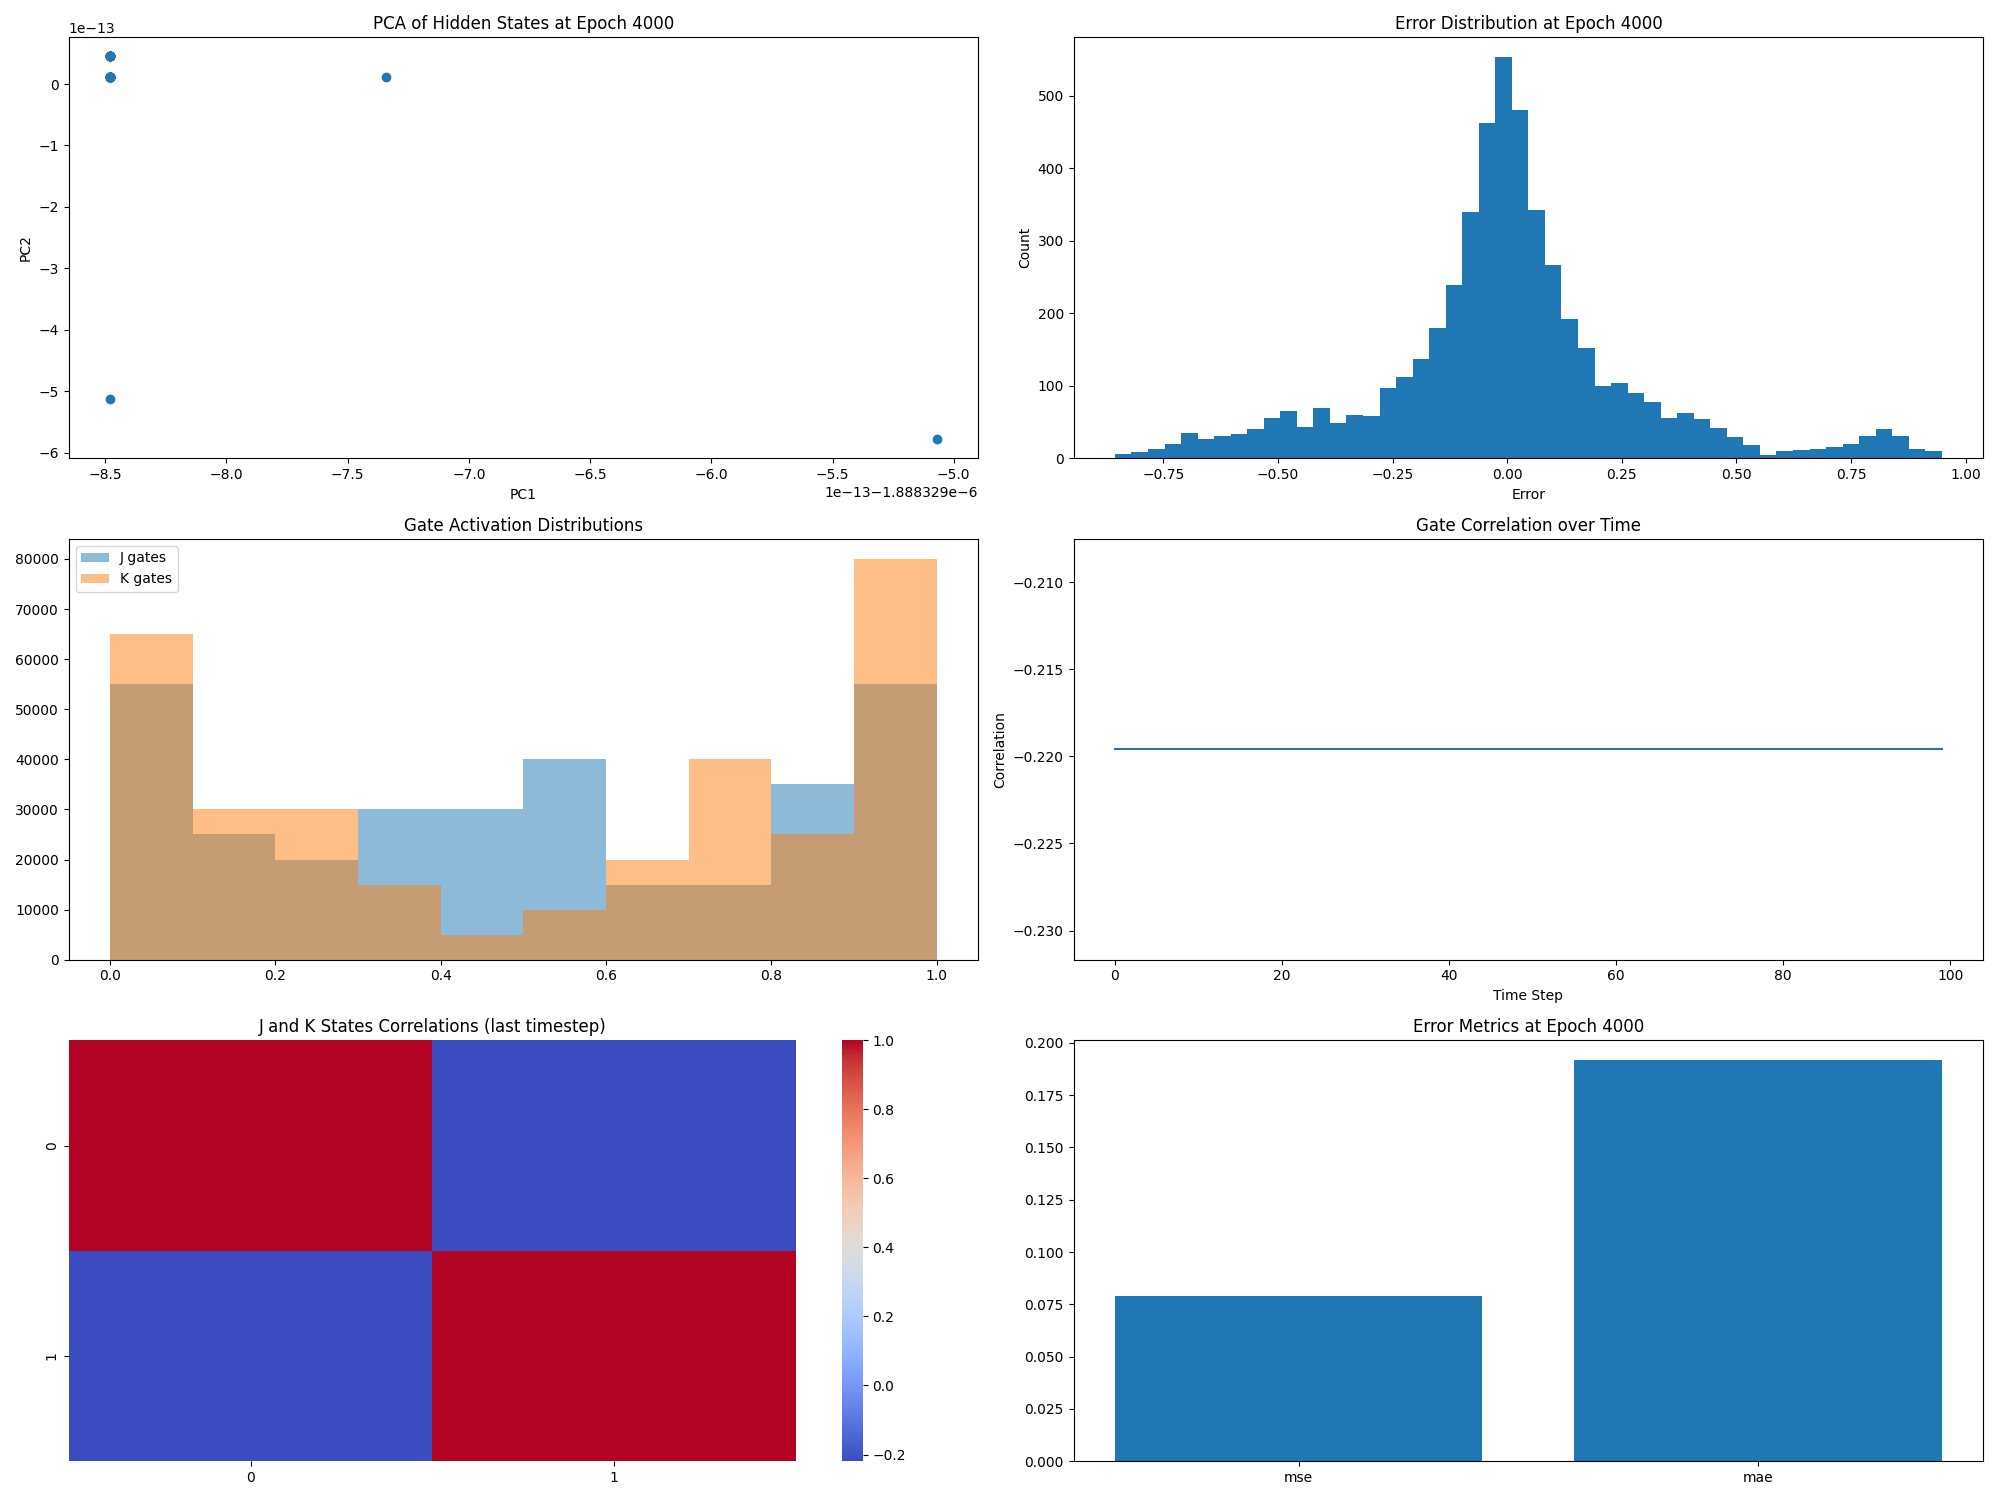 PCA of Hidden States at Epoch 4000
1e−13
0
−1
−2
−3
−4
−5
−6
PC2
−8.5 −8.0 −7.5 −7.0 −6.5 −6.0 −5.5 −5.0
PC1
1e−13−1.888329e−6
Error Distribution at Epoch 4000
500
400
300
200
100
0
Count
−0.75 −0.50 −0.25 0.00 0.25 0.50 0.75 1.00
Error
Gate Activation Distributions
J gates
K gates
80000
70000
60000
50000
40000
30000
20000
10000
0
0.0 0.2 0.4 0.6 0.8 1.0
Gate Correlation over Time
−0.210
−0.215
−0.220
−0.225
−0.230
Correlation
0 20 40 60 80 100
Time Step
J and K States Correlations (last timestep)
0
1
0 1
1.0
0.8
0.6
0.4
0.2
0.0
−0.2
Error Metrics at Epoch 4000
0.200
0.175
0.150
0.125
0.100
0.075
0.050
0.025
0.000
mse mae